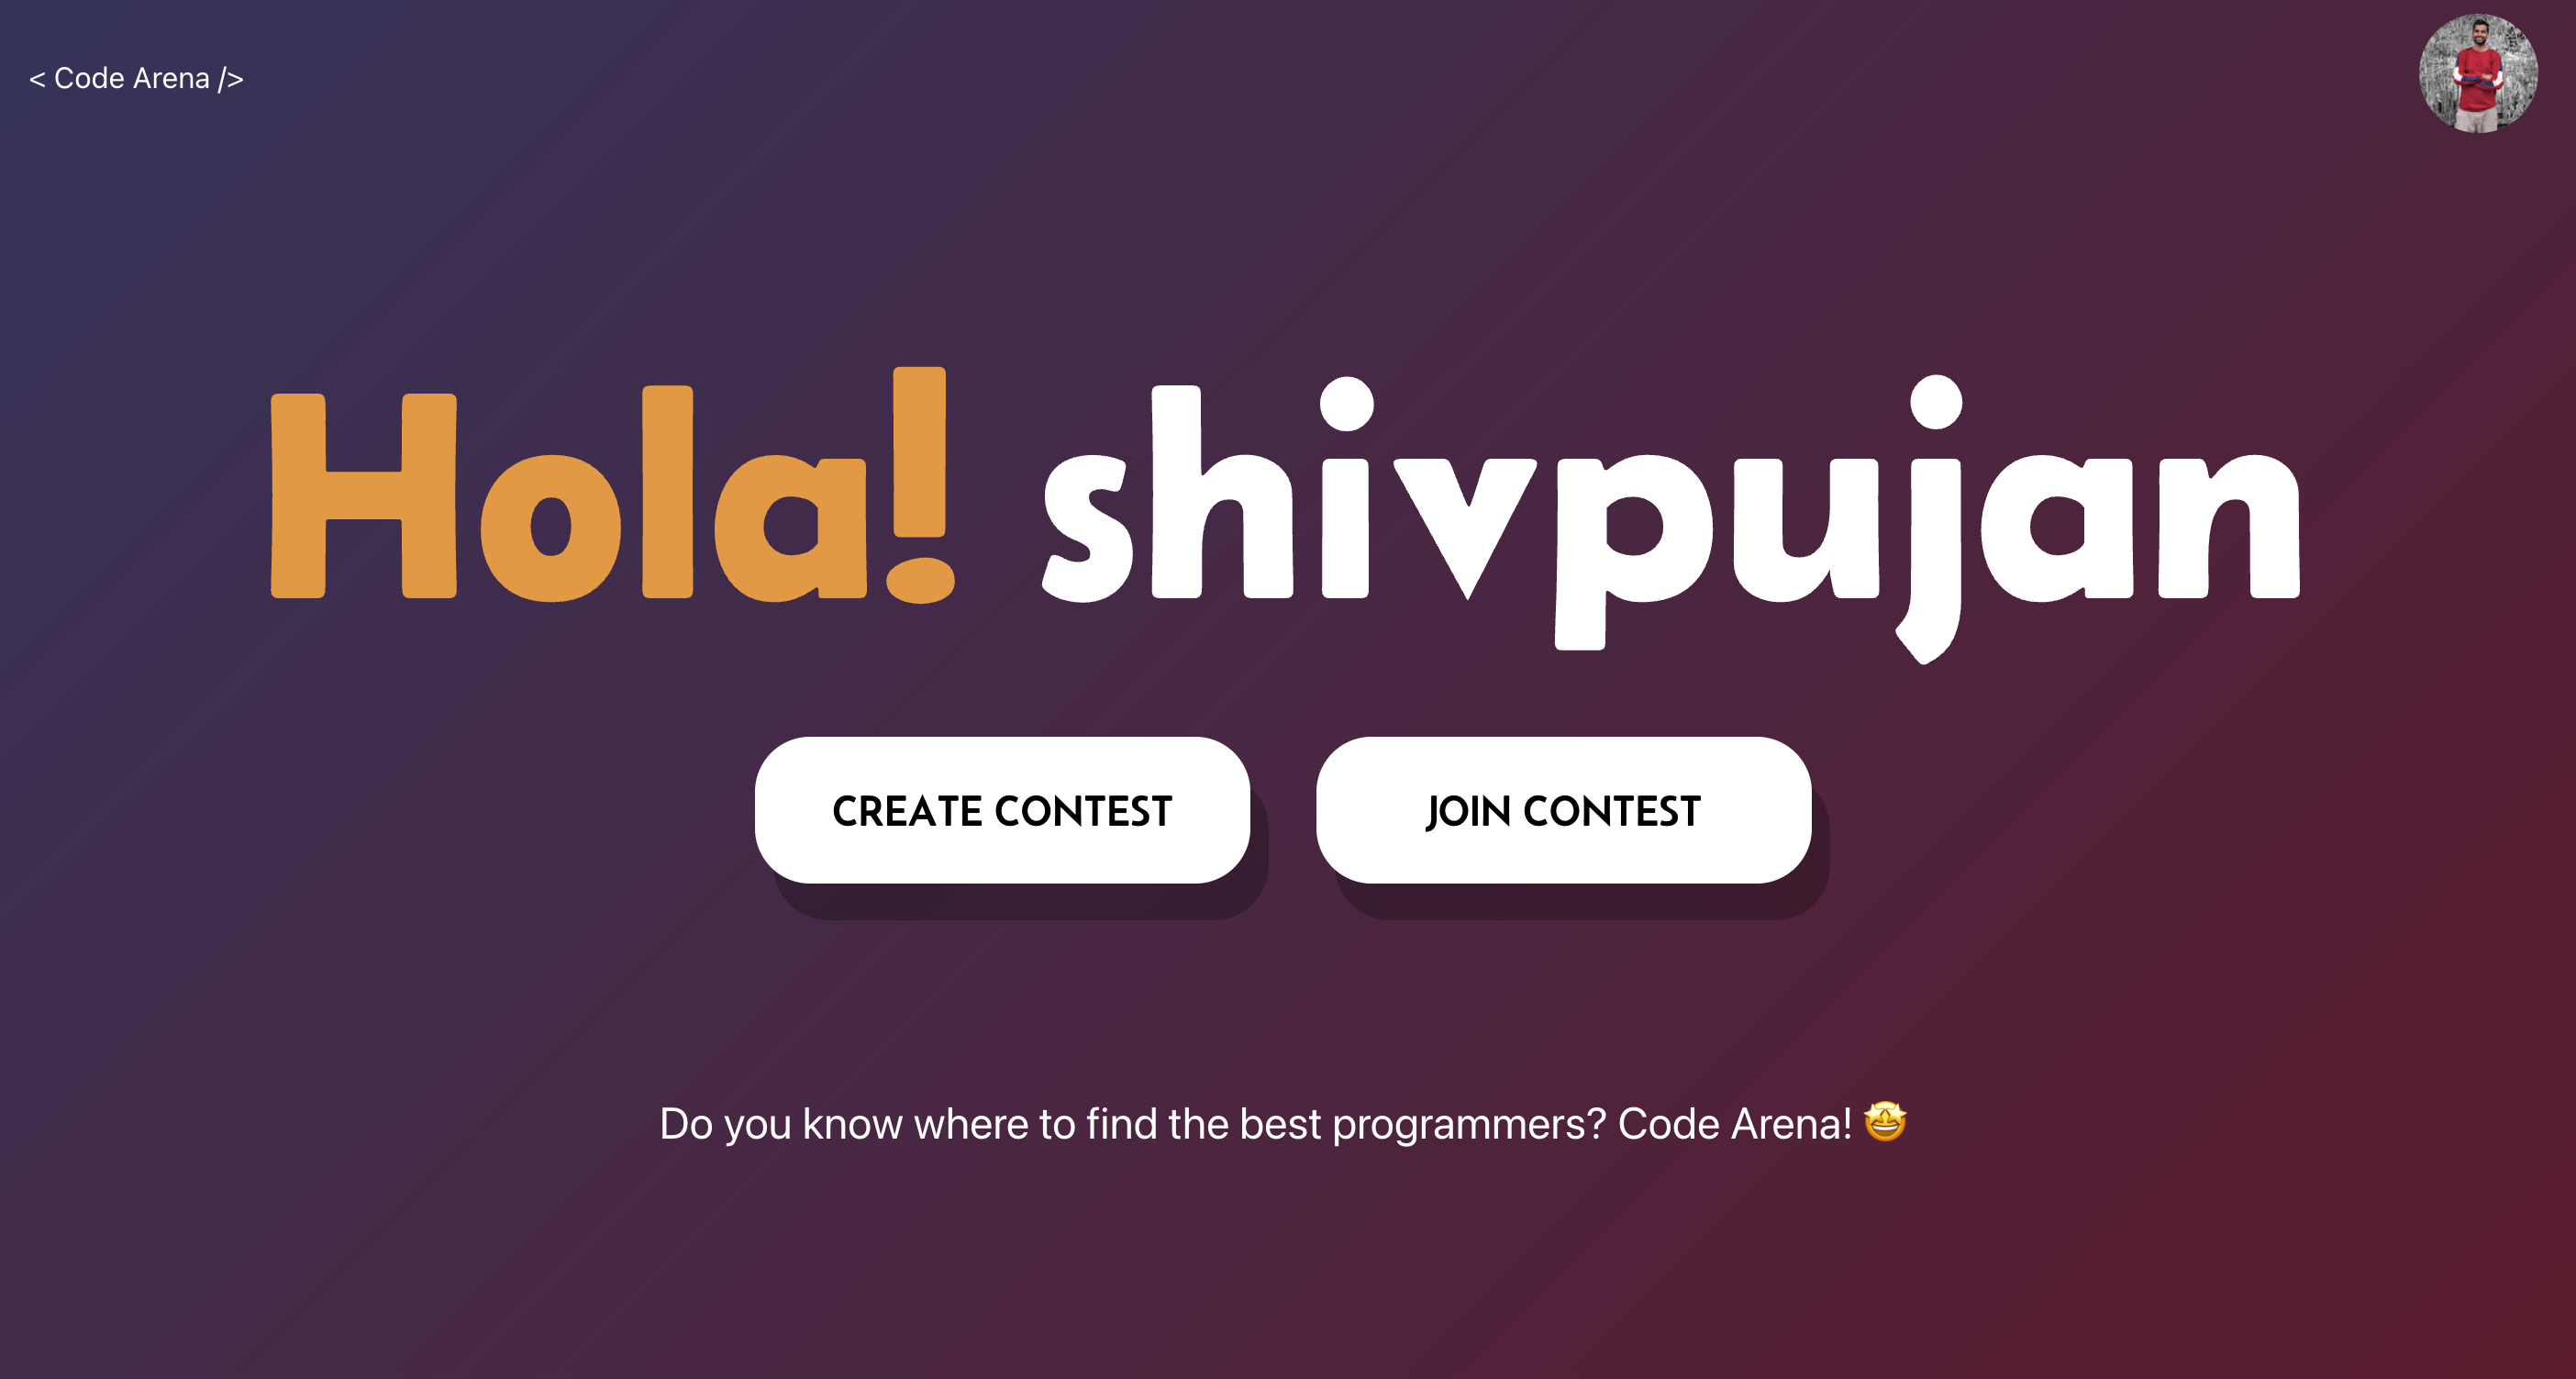 < Code Arena />
Hola! shivpujan
CREATE CONTEST
JOIN CONTEST
Do you know where to find the best programmers? Code Arena! 🤩